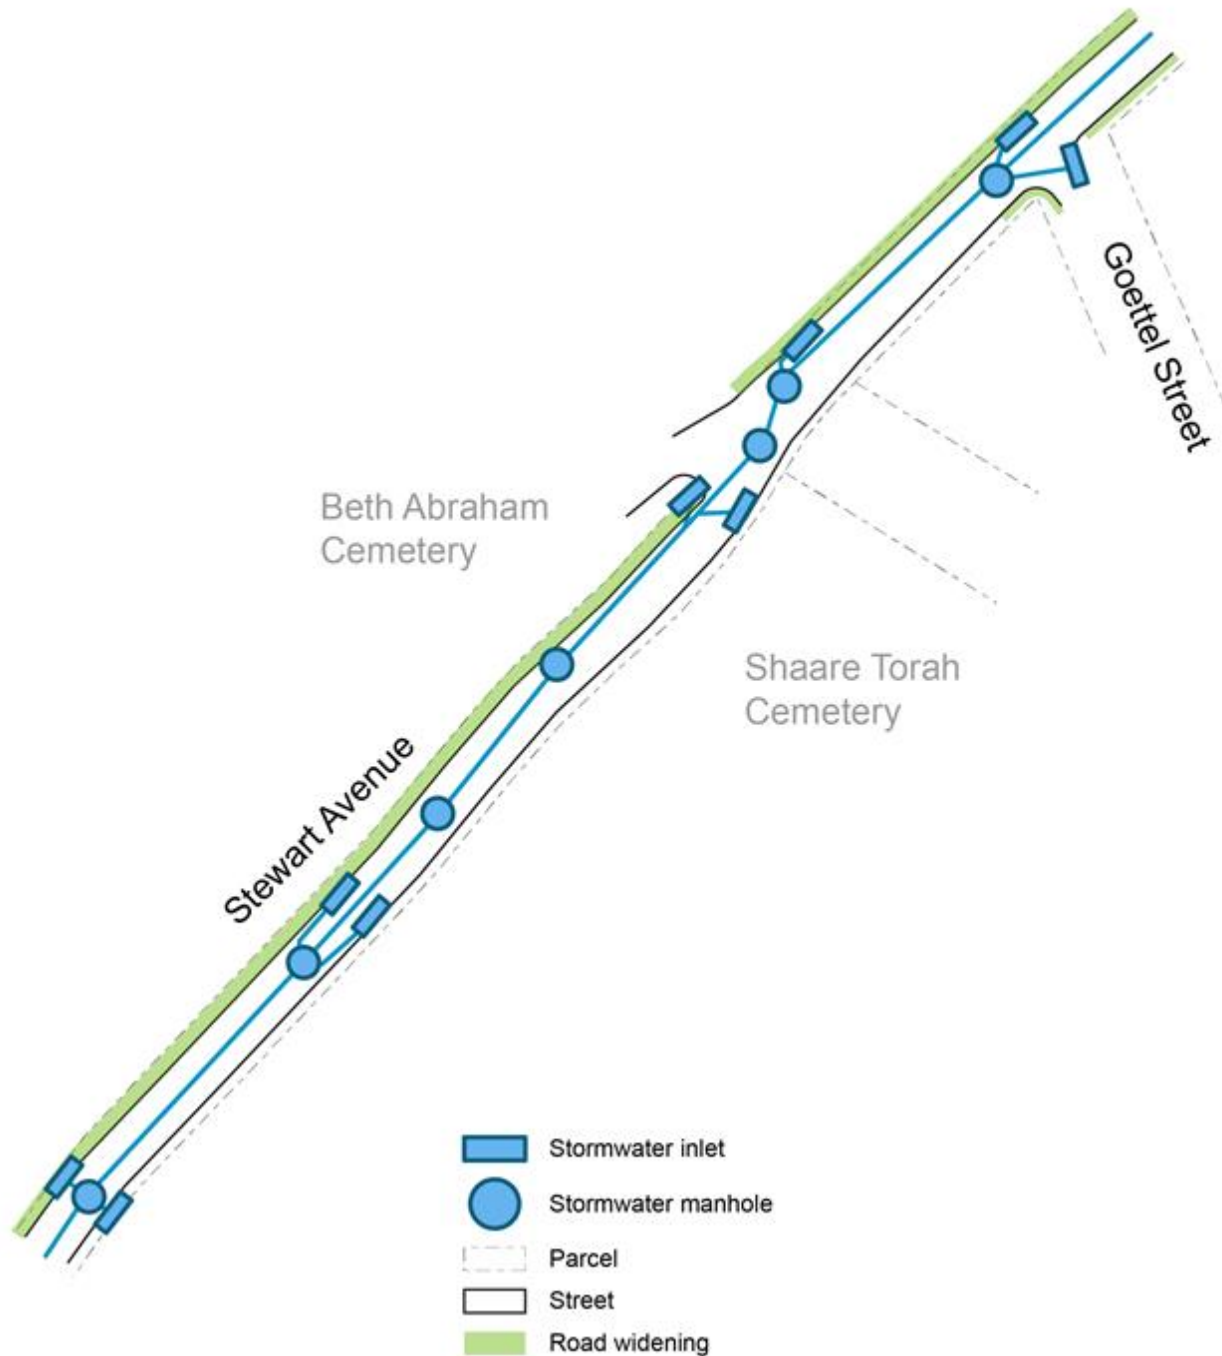 Goettel Street
Beth Abraham
Cemetery
Shaare Torah
Cemetery
Stewart Avenue
Stormwater inlet
Stormwater manhole
Parcel
Street
Road widening